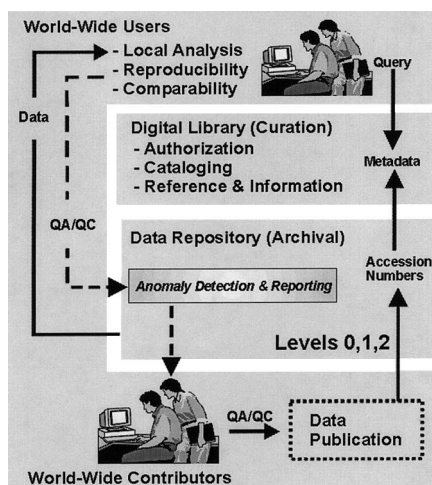 World-Wide Users
- Local Analysis
- Reproducibility
- Comparability
Query
Data
Digital Library (Curation)
- Authorization
- Cataloging
- Reference & Information
Metadata
QA/QC
Data Repository (Archival)
Accession
Numbers
Anomaly Detection & Reporting
Levels 0,1,2
QA/QC
Data
Publication
World-Wide Contributors